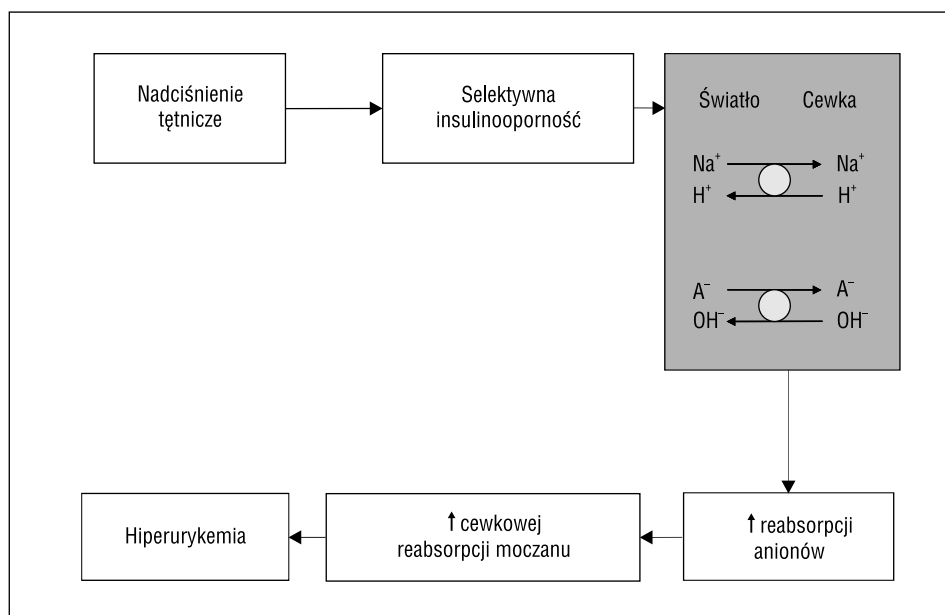 Nadciśnienie
tętnicze
Selektywna
insulinooporność
Światło Cewka
Na⁺ Na⁺
H⁺ H⁺
A⁻ A⁻
OH⁻ OH⁻
Hiperurykemia
↑ cewkowej
reabsorpcji moczanu
↑ reabsorpcji
anionów